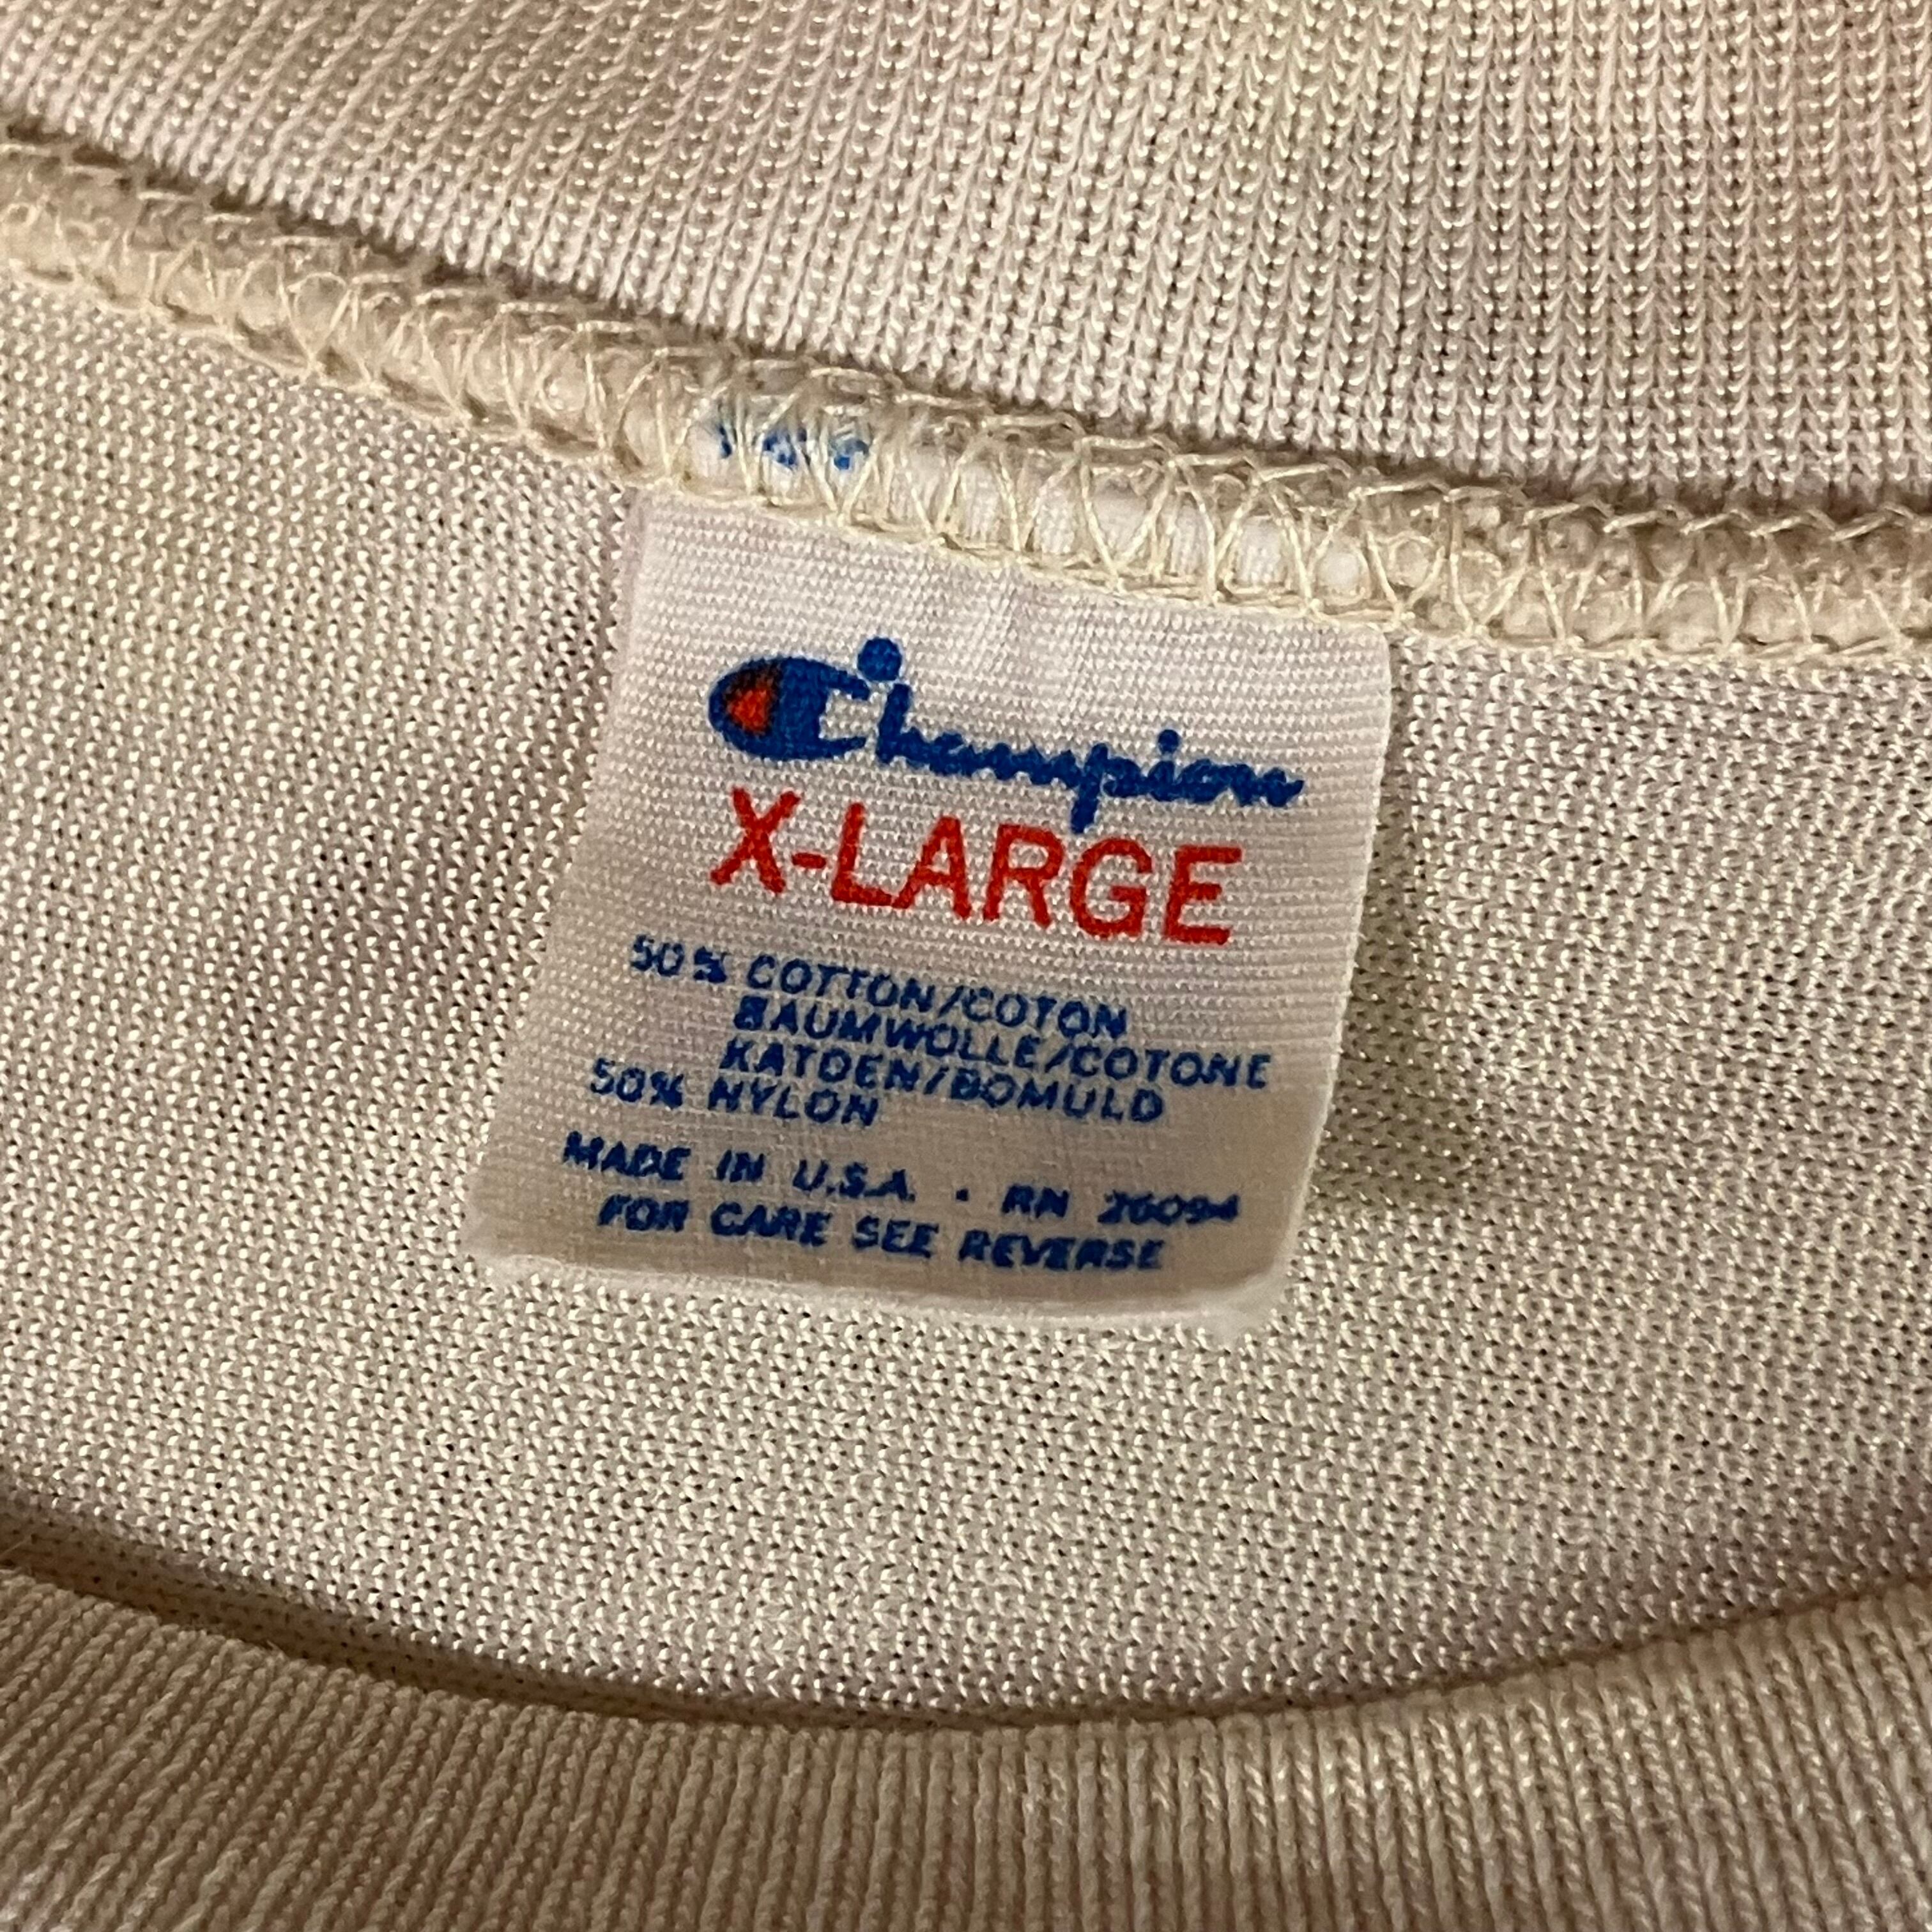 Champion
X-LARGE
50% COTTON/COTON
BAUMWOLLE/COTONE
KATOEN/BOMULD
50% NYLON
MADE IN U.S.A. · RN 26094
FOR CARE SEE REVERSE